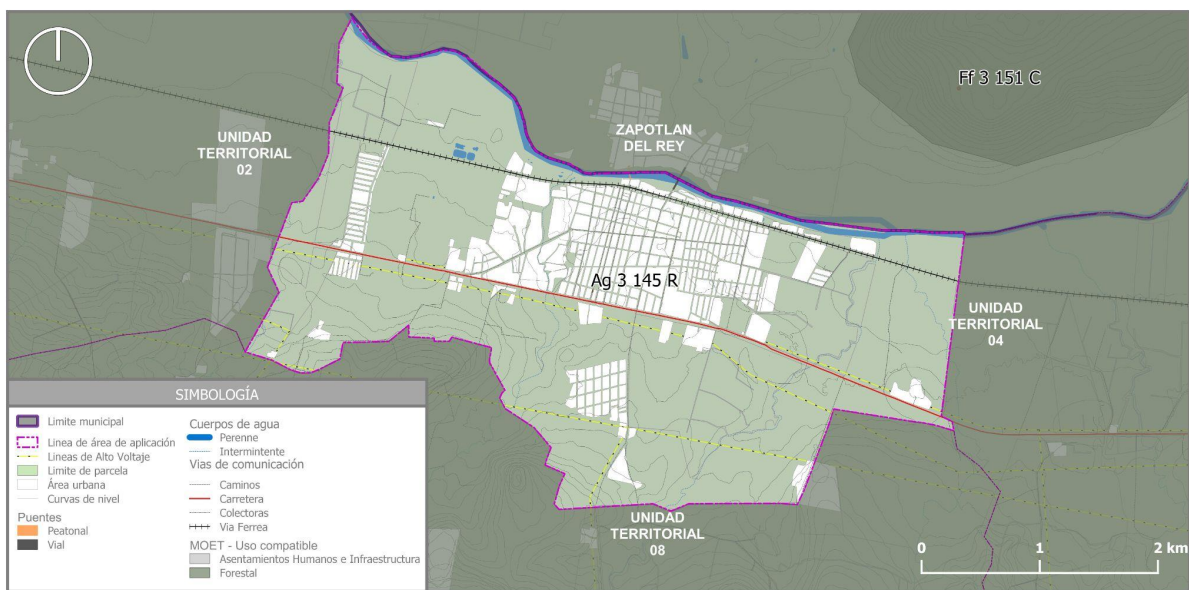 Ff 3 151 C
UNIDAD
TERRITORIAL
02
ZAPOTLAN
DEL REY
Ag 3 145 R
UNIDAD
TERRITORIAL
04
UNIDAD
TERRITORIAL
08
SIMBOLOGÍA
Limite municipal
Linea de área de aplicación
Lineas de Alto Voltaje
Limite de parcela
Área urbana
Curvas de nivel
Puentes
Peatonal
Vial
Cuerpos de agua
Perenne
Intermintente
Vias de comunicación
Caminos
Carretera
Colectoras
Via Ferrea
MOET - Uso compatible
Asentamientos Humanos e Infraestructura
Forestal
0 1 2 km